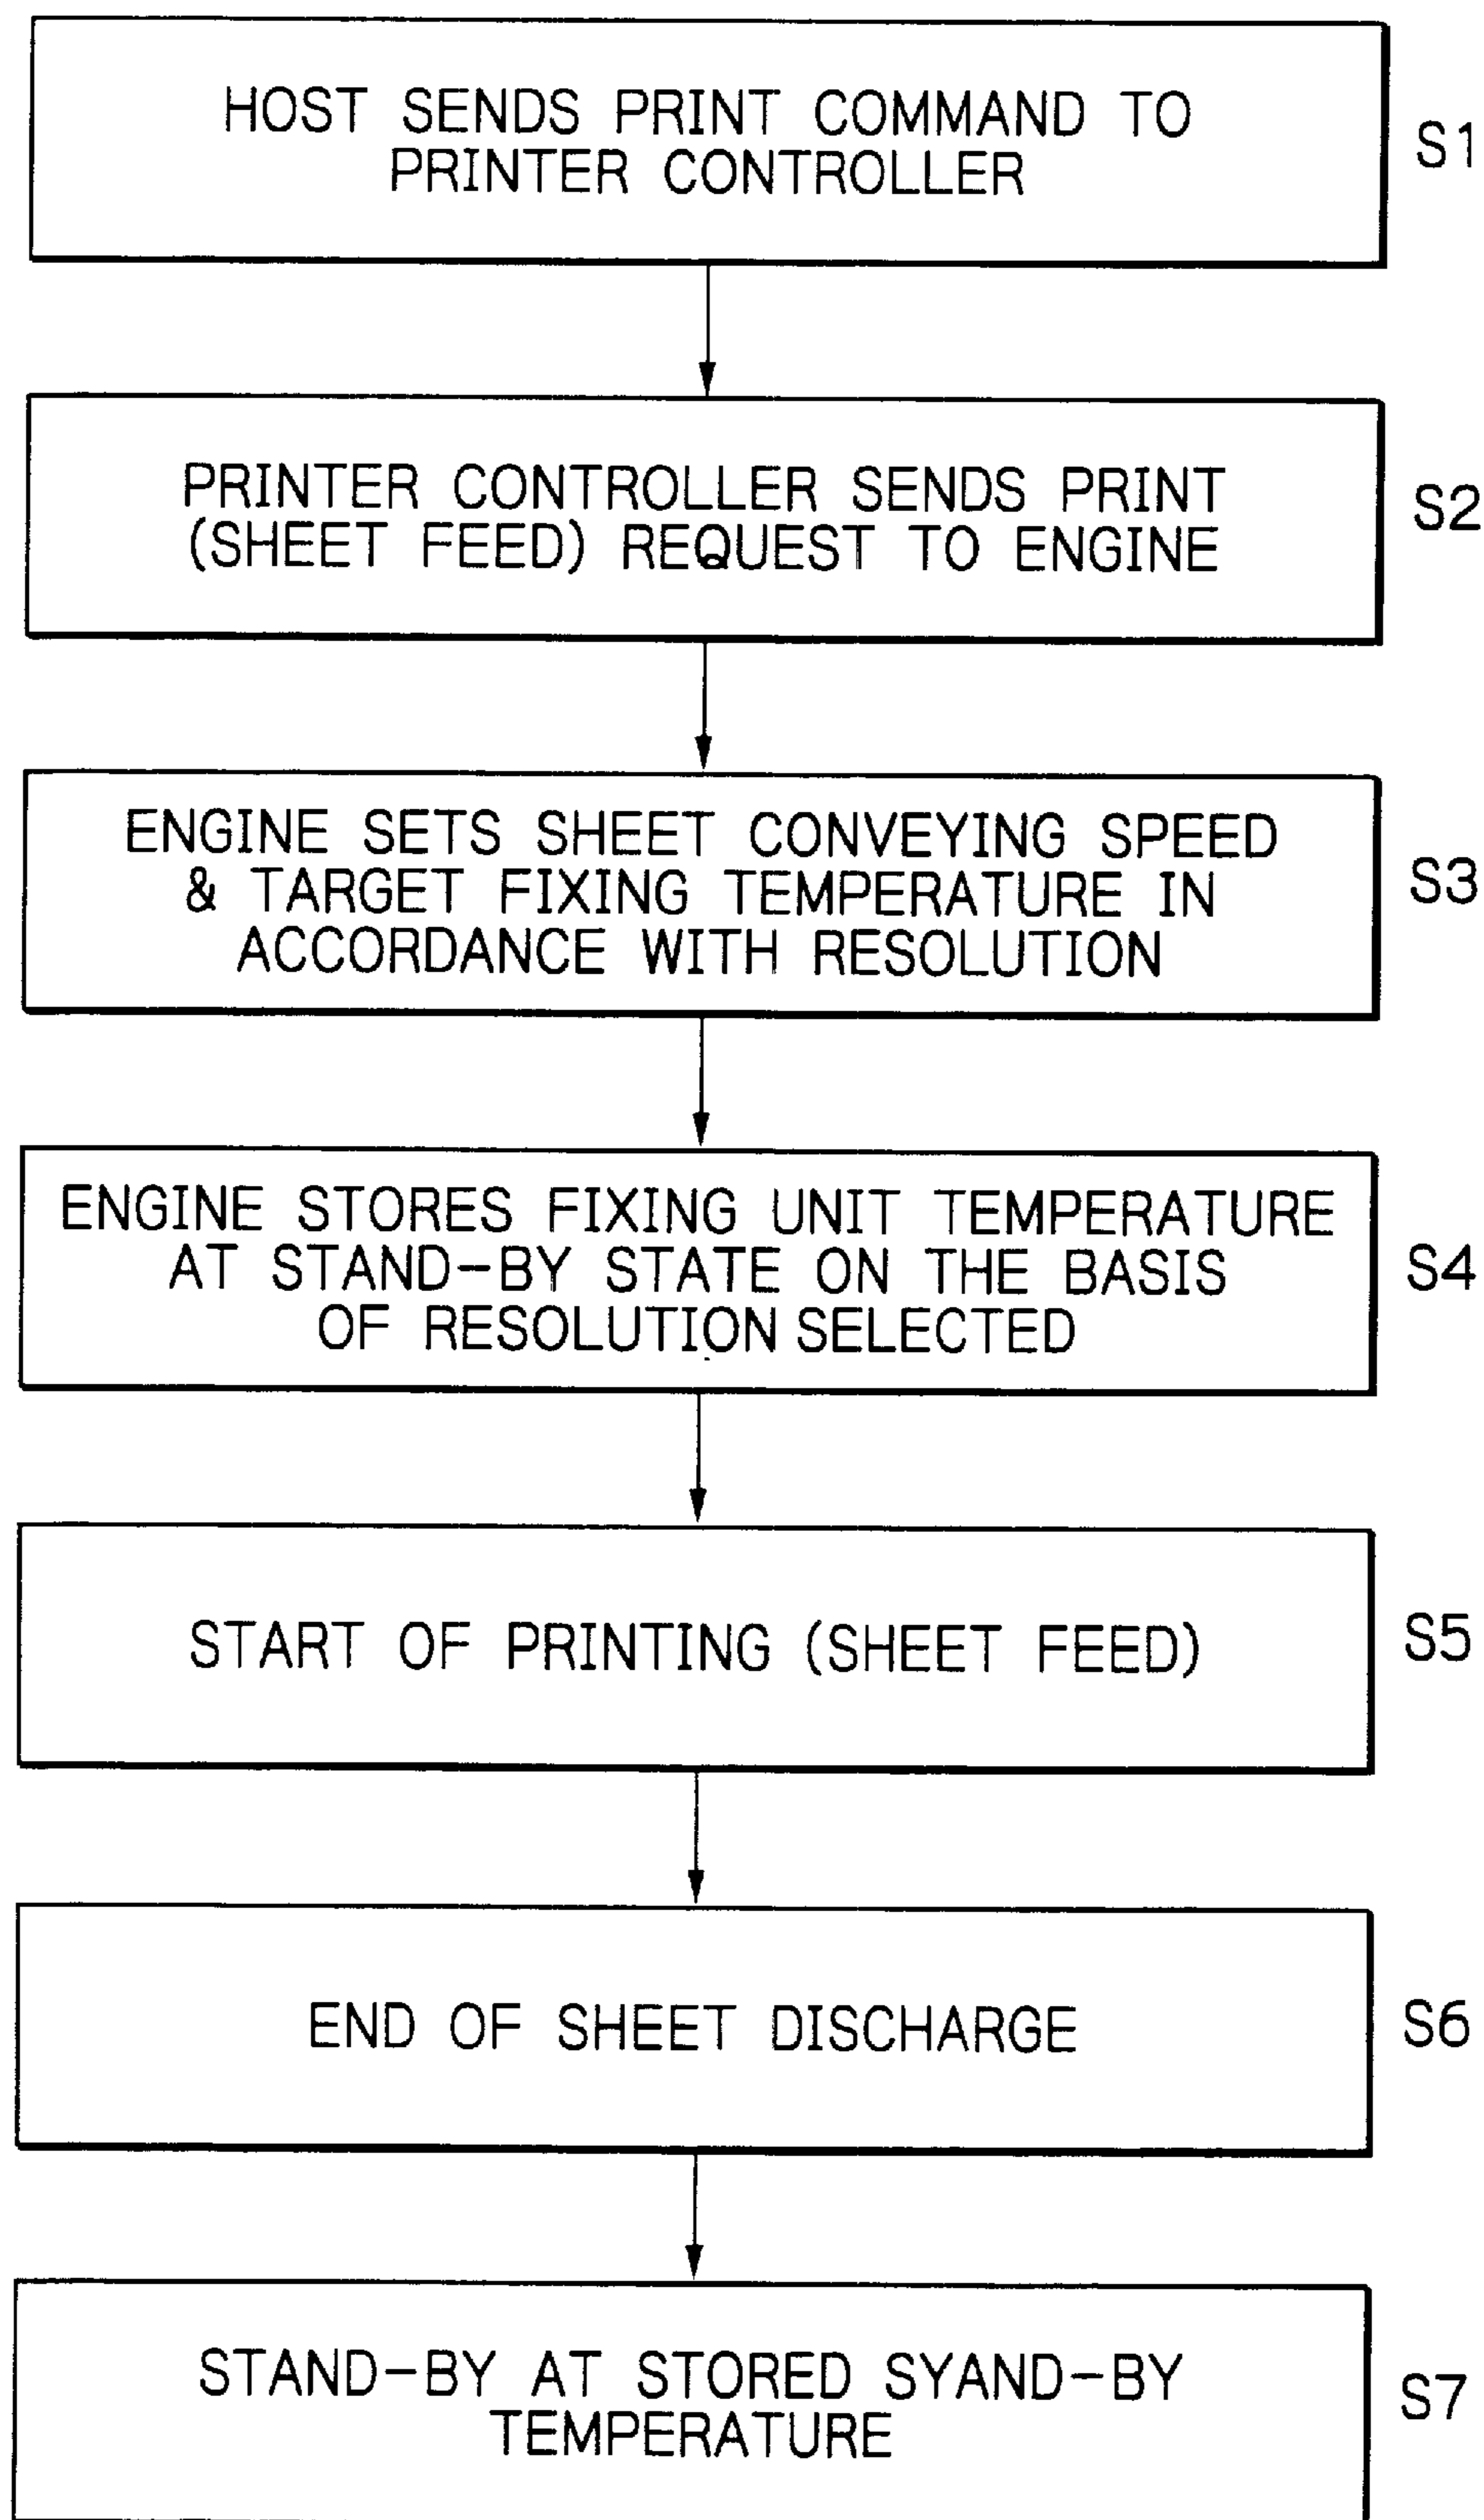 HOST SENDS PRINT COMMAND TO
PRINTER CONTROLLER
S1
PRINTER CONTROLLER SENDS PRINT
(SHEET FEED) REQUEST TO ENGINE
S2
ENGINE SETS SHEET CONVEYING SPEED
& TARGET FIXING TEMPERATURE IN
ACCORDANCE WITH RESOLUTION
S3
ENGINE STORES FIXING UNIT TEMPERATURE
AT STAND-BY STATE ON THE BASIS
OF RESOLUTION SELECTED
S4
START OF PRINTING (SHEET FEED)
S5
END OF SHEET DISCHARGE
S6
STAND-BY AT STORED SYAND-BY
TEMPERATURE
S7